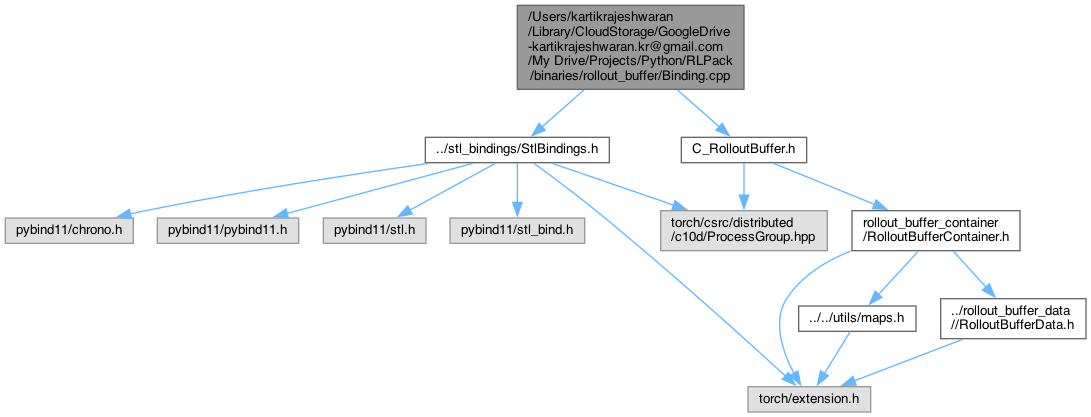 /Users/kartikrajeshwaran
/Library/CloudStorage/GoogleDrive
-kartikrajeshwaran.kr@gmail.com
/My Drive/Projects/Python/RLPack
/binaries/rollout_buffer/Binding.cpp
../stl_bindings/StlBindings.h
C_RolloutBuffer.h
pybind11/chrono.h
pybind11/pybind11.h
pybind11/stl.h
pybind11/stl_bind.h
torch/csrc/distributed
/c10d/ProcessGroup.hpp
rollout_buffer_container
/RolloutBufferContainer.h
../../utils/maps.h
../rollout_buffer_data
//RolloutBufferData.h
torch/extension.h